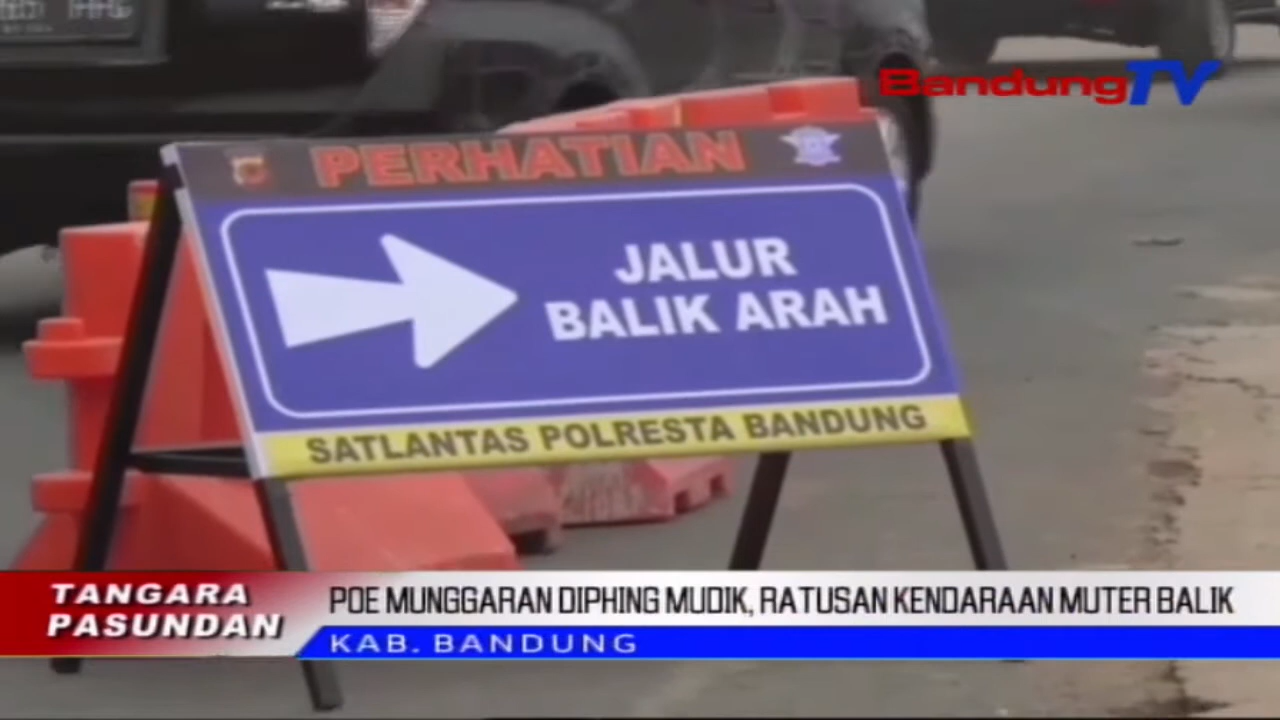 BandungTV
PERHATIAN
JALUR
BALIK ARAH
SATLANTAS POLRESTA BANDUNG
TANGARA
PASUNDAN
POE MUNGGARAN DIPHING MUDIK, RATUSAN KENDARAAN MUTER BALIK
KAB. BANDUNG